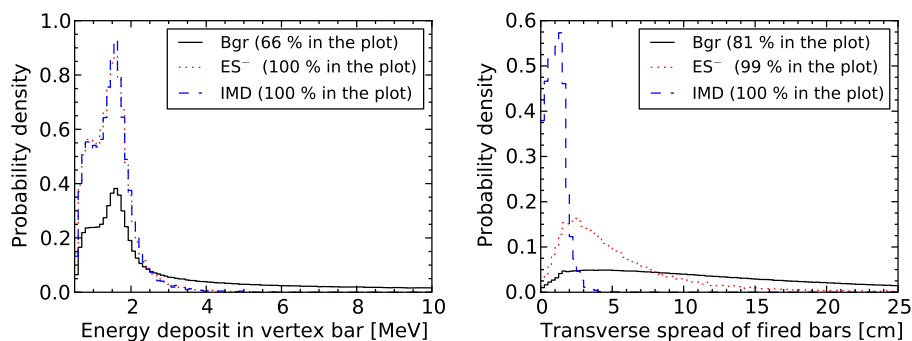 1.0
0.8
0.6
0.4
0.2
0.0
Probability density
Bgr (66 % in the plot)
ES⁻ (100 % in the plot)
IMD (100 % in the plot)
2
4
6
8
10
Energy deposit in vertex bar [MeV]
0.6
0.5
0.4
0.3
0.2
0.1
0.0
Probability density
Bgr (81 % in the plot)
ES⁻ (99 % in the plot)
IMD (100 % in the plot)
0
5
10
15
20
25
Transverse spread of fired bars [cm]